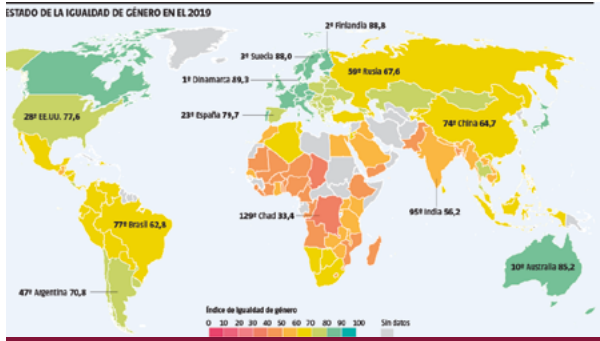 ESTADO DE LA IGUALDAD DE GÉNERO EN EL 2019
2º Finlandia 88,8
3º Suecia 88,0
1º Dinamarca 89,3
59º Rusia 67,6
28º EE.UU. 77,6
23º España 79,7
74º China 64,7
77º Brasil 62,8
129º Chad 33,4
95º India 56,2
10º Australia 85,2
47º Argentina 70,8
Índice de igualdad de género
0 10 20 30 40 50 60 70 80 90 100 Sin datos